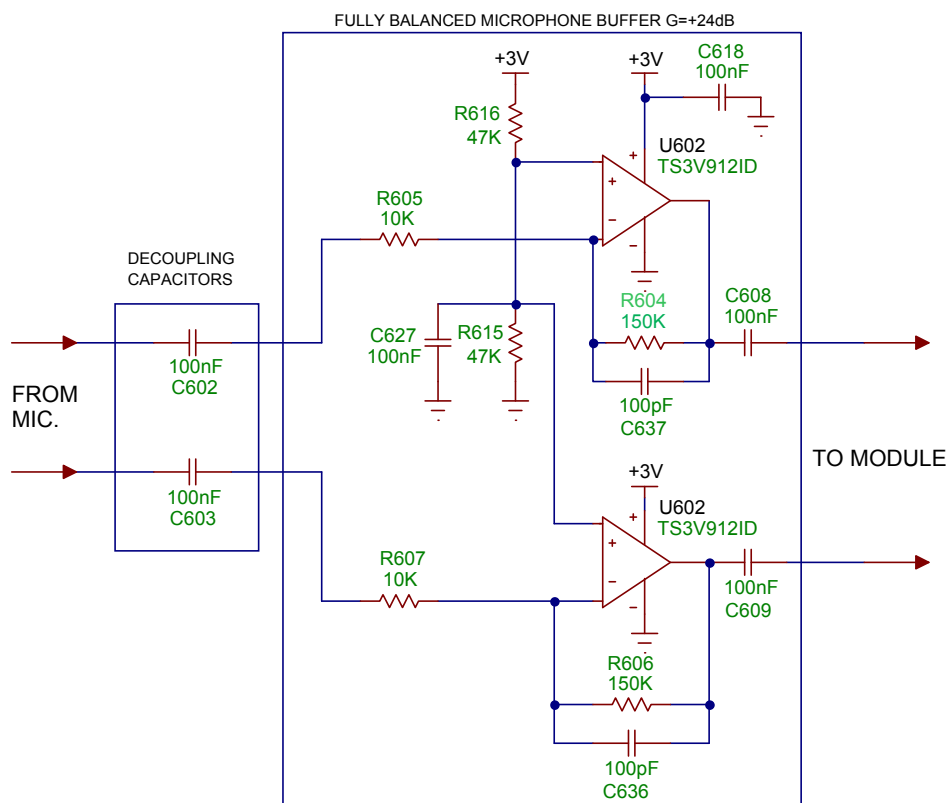 FULLY BALANCED MICROPHONE BUFFER G=+24dB
+3V
+3V
C618
100nF
R616
47K
U602
TS3V912ID
+
+
−
−
R605
10K
DECOUPLING
CAPACITORS
R604
150K
C608
100nF
C627
100nF
R615
47K
100nF
C602
100pF
C637
FROM
MIC.
TO MODULE
+3V
100nF
C603
U602
TS3V912ID
+
+
−
−
R607
10K
100nF
C609
R606
150K
100pF
C636